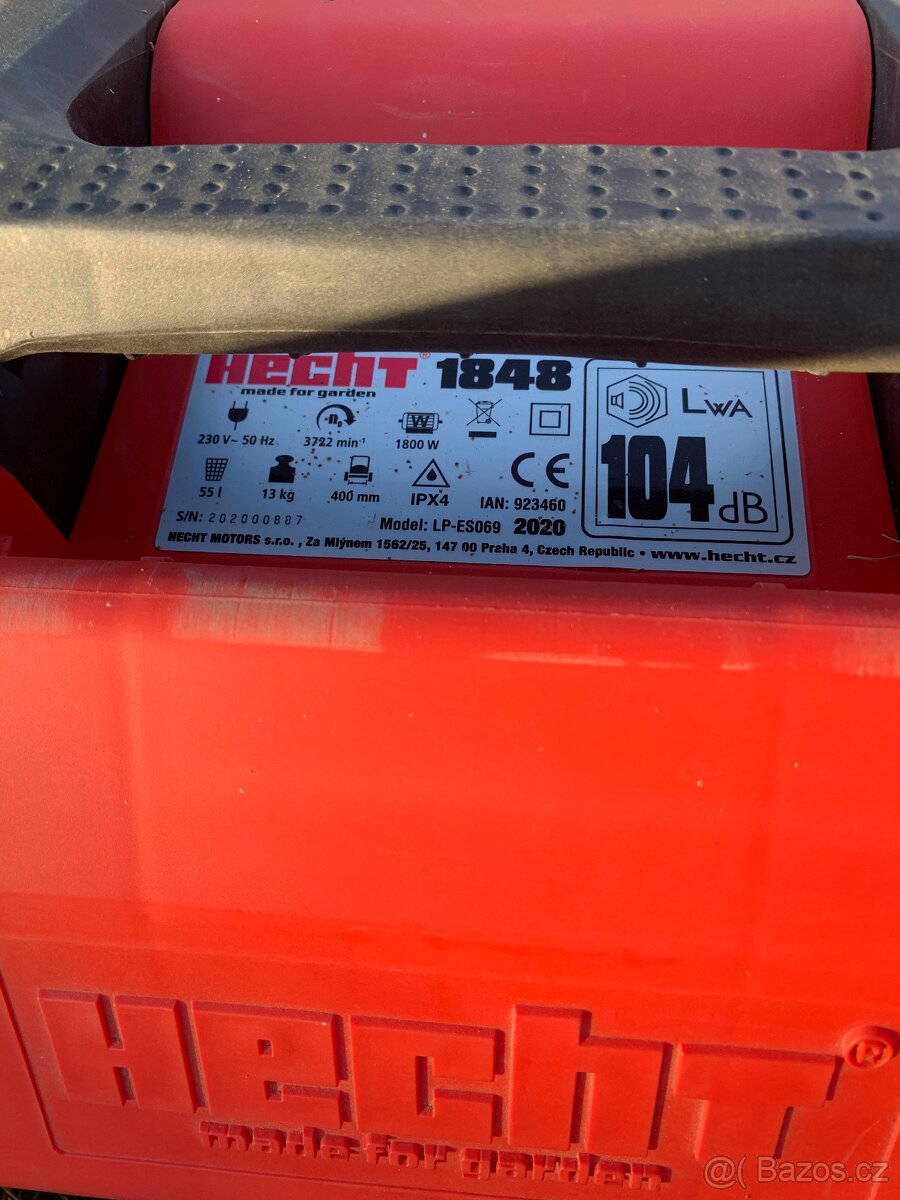 HECHT® 1848
made for garden
230 V~ 50 Hz
n₀
3722 min⁻¹
W
1800 W
LWA
104 dB
55 l
13 kg
400 mm
IPX4
CE
IAN: 923460
S/N: 202000887
Model: LP-ES069 2020
HECHT MOTORS s.r.o. , Za Mlýnem 1562/25, 147 00 Praha 4, Czech Republic • www.hecht.cz
HECHT®
made for garden
@( Bazos.cz